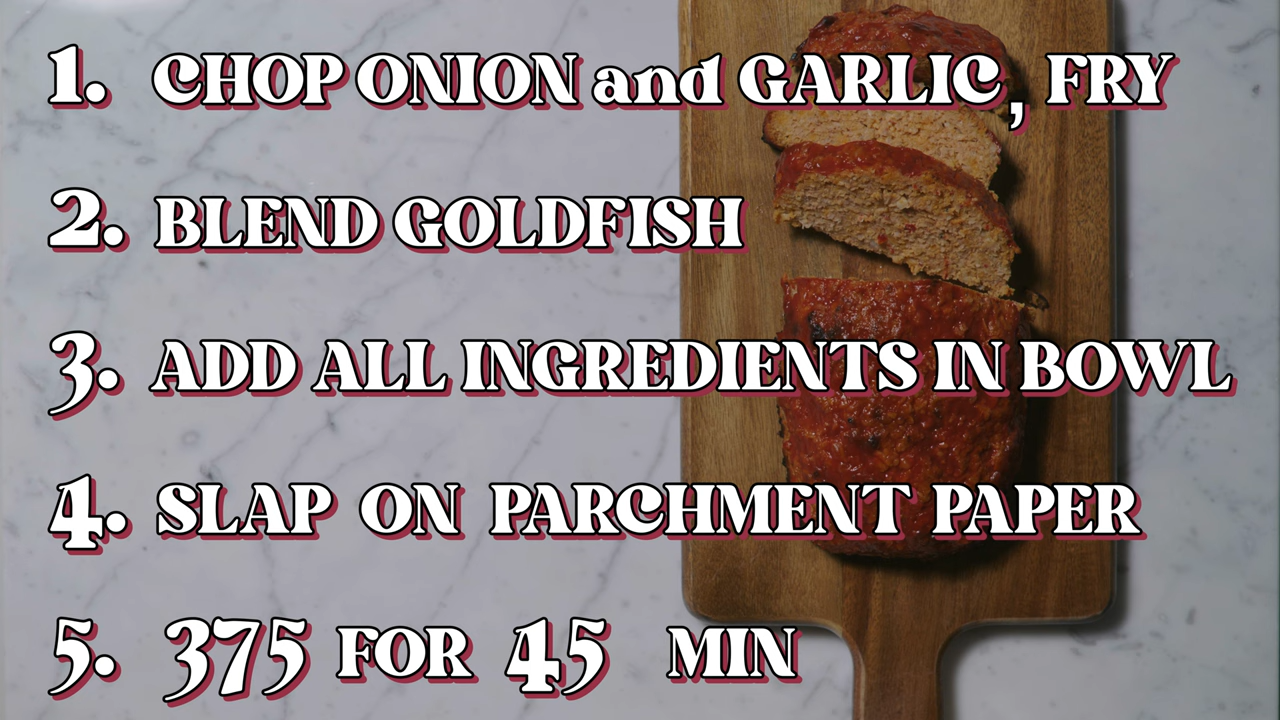 1. CHOP ONION and GARLIC, FRY
2. BLEND GOLDFISH
3. ADD ALL INGREDIENTS IN BOWL
4. SLAP ON PARCHMENT PAPER
5. 375 FOR 45 MIN